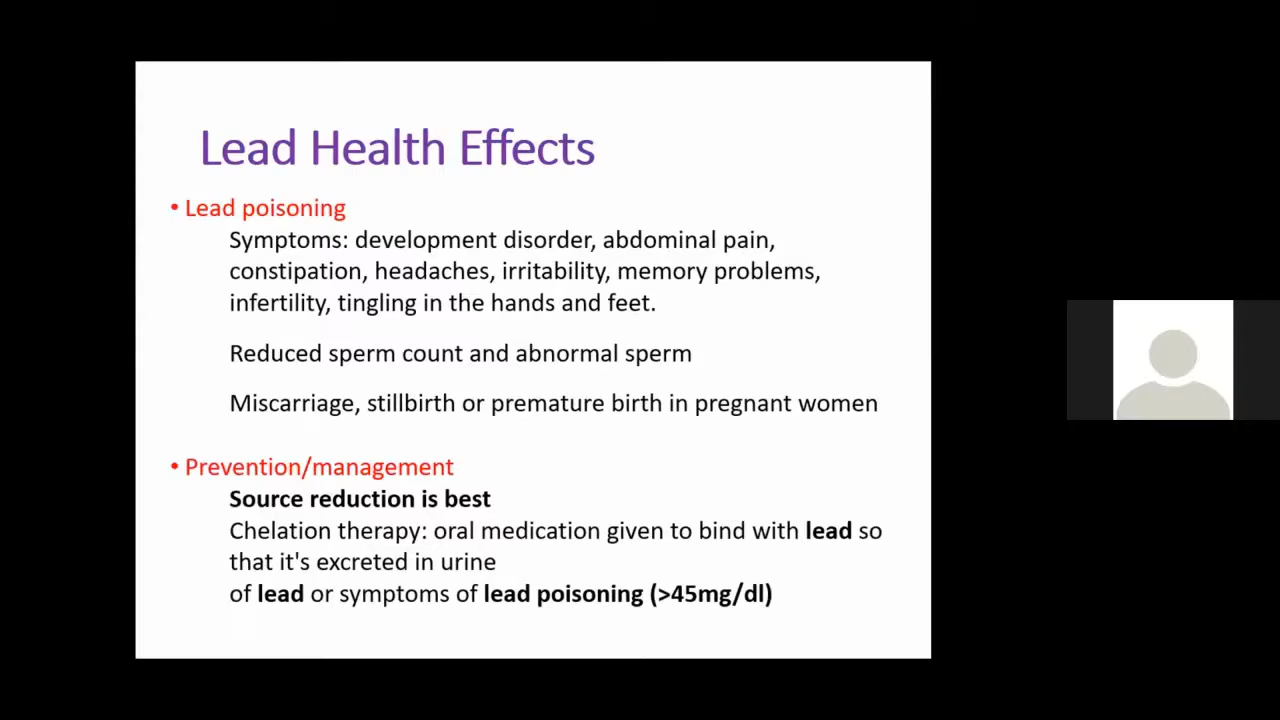 Lead Health Effects
• Lead poisoning
Symptoms: development disorder, abdominal pain,
constipation, headaches, irritability, memory problems,
infertility, tingling in the hands and feet.
Reduced sperm count and abnormal sperm
Miscarriage, stillbirth or premature birth in pregnant women
• Prevention/management
Source reduction is best
Chelation therapy: oral medication given to bind with lead so
that it's excreted in urine
of lead or symptoms of lead poisoning (>45mg/dl)